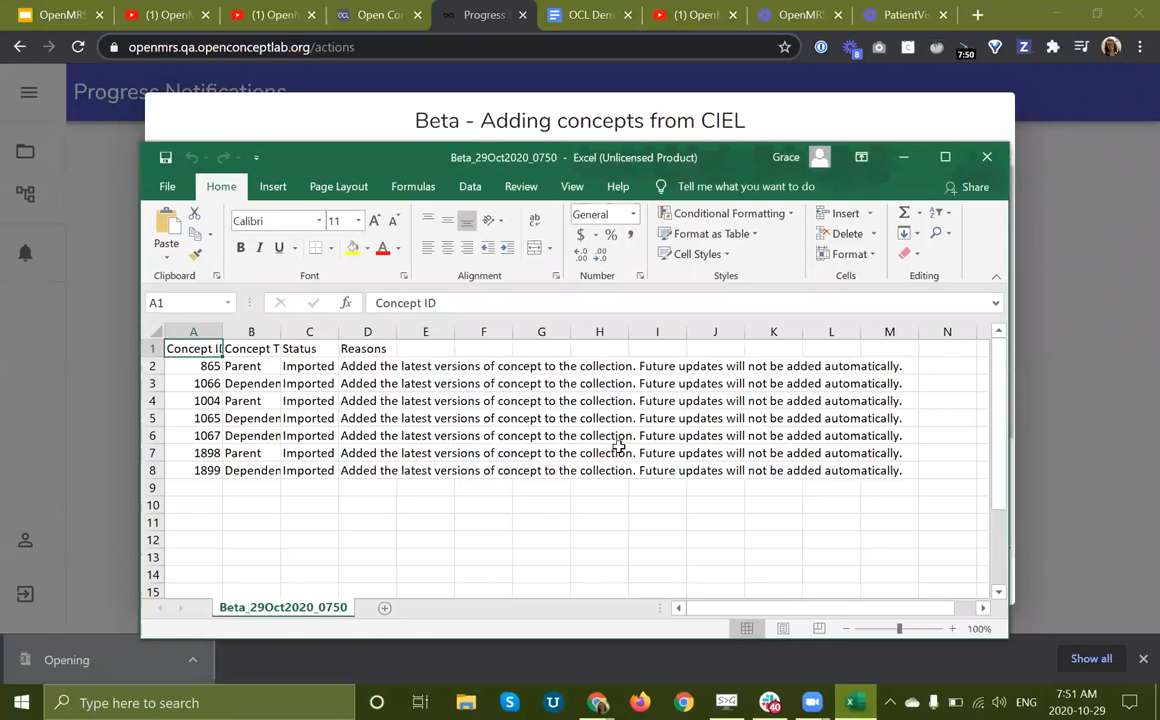 OpenMRS
(1) OpenM
(1) OpenM
Open Co
Progress
OCL Dem
(1) OpenM
OpenMRS
PatientVi
openmrs.qa.openconceptlab.org/actions
8
7:50
Progress Notifications
Beta - Adding concepts from CIEL
Beta_29Oct2020_0750 - Excel (Unlicensed Product)
Grace
File Home Insert Page Layout Formulas Data Review View Help Tell me what you want to do Share
Calibri 11 General Conditional Formatting Insert
Paste B I U A $ % , Format as Table Delete
Cell Styles Format
Clipboard Font Alignment Number Styles Cells Editing
A1 fx Concept ID
A B C D E F G H I J K L M N
1 Concept ID Concept T Status Reasons
2 865 Parent Imported Added the latest versions of concept to the collection. Future updates will not be added automatically.
3 1066 Dependen Imported Added the latest versions of concept to the collection. Future updates will not be added automatically.
4 1004 Parent Imported Added the latest versions of concept to the collection. Future updates will not be added automatically.
5 1065 Dependen Imported Added the latest versions of concept to the collection. Future updates will not be added automatically.
6 1067 Dependen Imported Added the latest versions of concept to the collection. Future updates will not be added automatically.
7 1898 Parent Imported Added the latest versions of concept to the collection. Future updates will not be added automatically.
8 1899 Dependen Imported Added the latest versions of concept to the collection. Future updates will not be added automatically.
9
10
11
12
13
14
15
Beta_29Oct2020_0750
100%
Opening
Show all
Type here to search
40
ENG
7:51 AM
2020-10-29